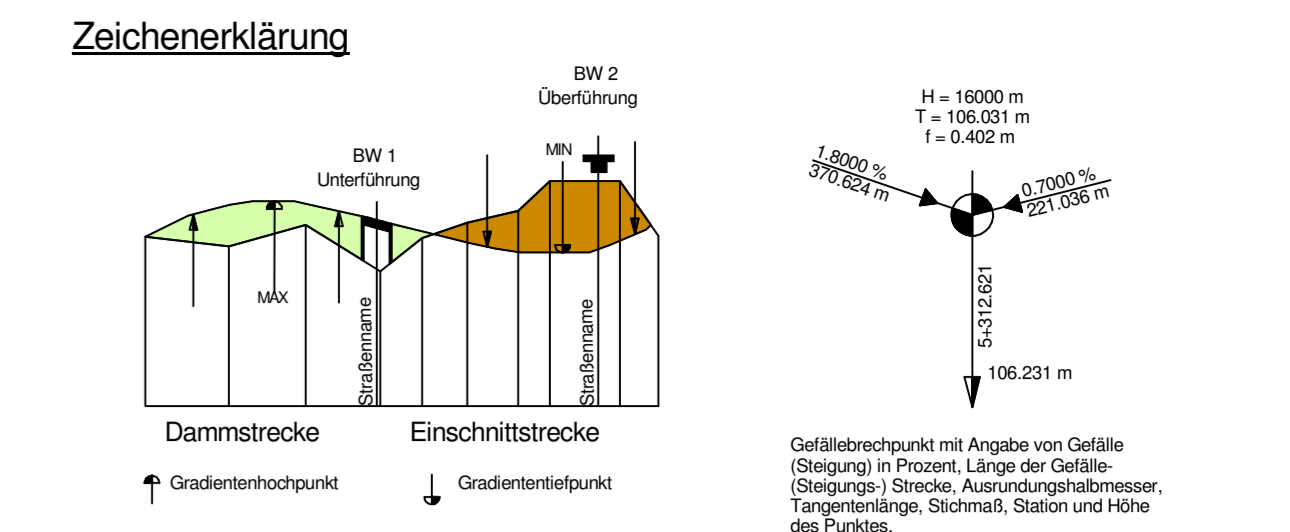 Zeichenerklärung
BW 2
Überführung
MIN
BW 1
Unterführung
MAX
Straßenname
Straßenname
Dammstrecke
Einschnittstrecke
Gradientenhochpunkt
Gradiententiefpunkt
H = 16000 m
T = 106.031 m
f = 0.402 m
1.8000 %
370.624 m
0.7000 %
221.036 m
5+312.621
106.231 m
Gefällebrechpunkt mit Angabe von Gefälle
(Steigung) in Prozent, Länge der Gefälle-
(Steigungs-) Strecke, Ausrundungshalbmesser,
Tangentenlänge, Stichmaß, Station und Höhe
des Punktes.